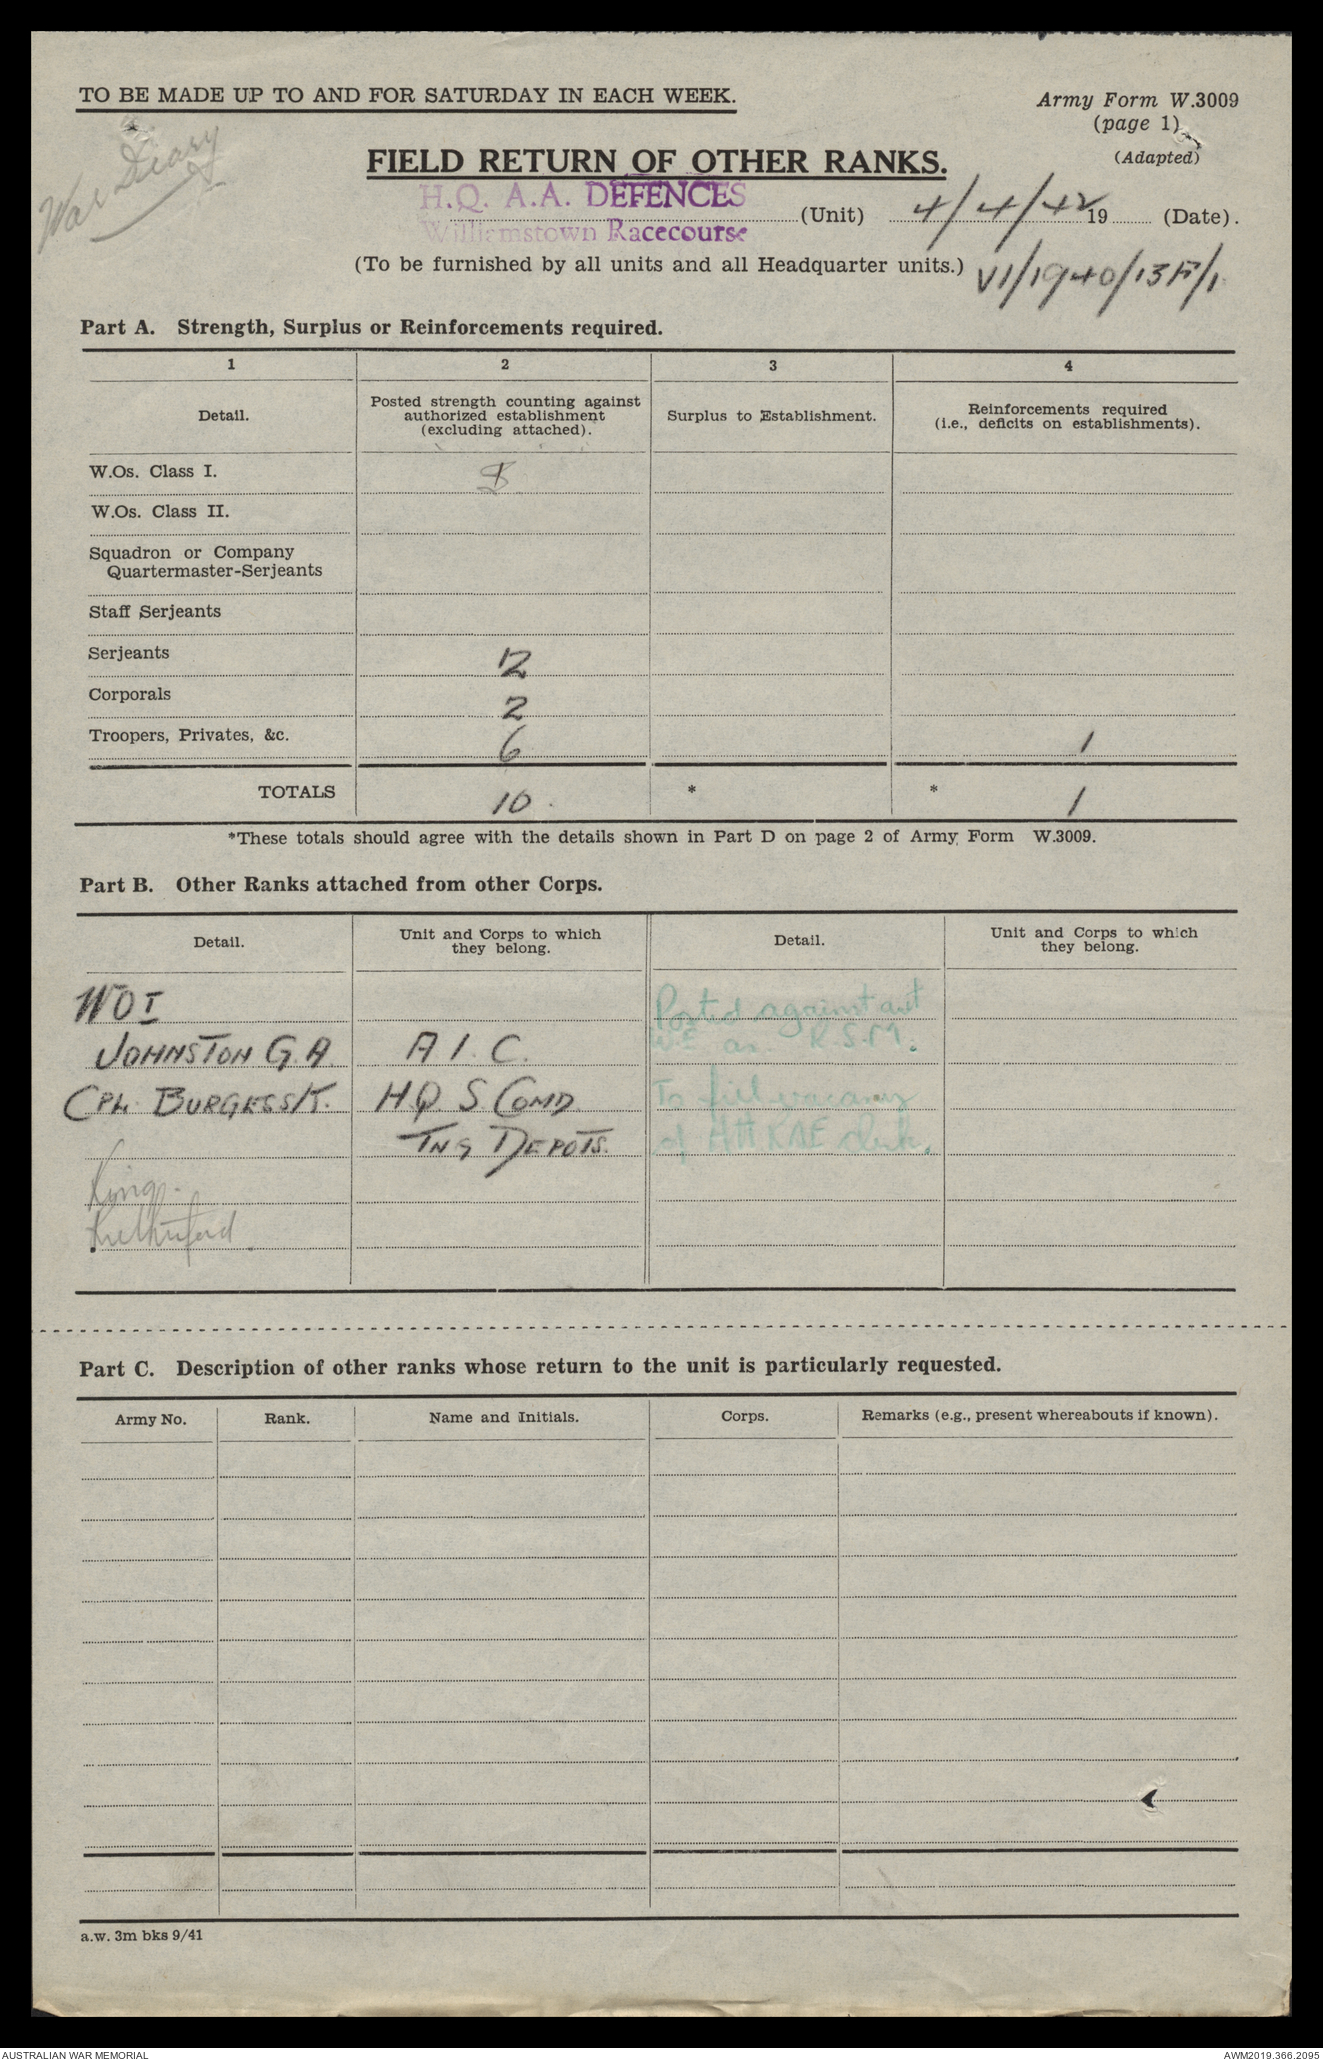 TO BE MADE UP TO AND FOR SATURDAY IN EACH WEEK.
Army Form W.3009
(page 1)
(Adapted)
War Diary
FIELD RETURN OF OTHER RANKS.
H.Q. A.A. DEFENCES
Williamstown Racecourse
(Unit) 4/4/42 19 (Date).
(To be furnished by all units and all Headquarter units.)
VI/1940/13F/1
Part A. Strength, Surplus or Reinforcements required.
1 2 3 4
Detail. Posted strength counting against authorized establishment (excluding attached). Surplus to Establishment. Reinforcements required (i.e., deficits on establishments).
W.Os. Class I.
W.Os. Class II.
Squadron or Company
Quartermaster-Serjeants
Staff Serjeants
Serjeants 2
Corporals 2
Troopers, Privates, &c. 6 1
TOTALS 10 * * 1
*These totals should agree with the details shown in Part D on page 2 of Army Form W.3009.
Part B. Other Ranks attached from other Corps.
Detail. Unit and Corps to which they belong. Detail. Unit and Corps to which they belong.
WO I Posted against
JOHNSTON G.A. A I. C. W.E as R.S.M.
CPL BURGESS K. H.Q S. COMD To fill vacancy
TNG DEPOTS. of clerk.
King.
Rutherford.
Part C. Description of other ranks whose return to the unit is particularly requested.
Army No. Rank. Name and Initials. Corps. Remarks (e.g., present whereabouts if known).
a.w. 3m bks 9/41
AUSTRALIAN WAR MEMORIAL
AWM2019.366.2095